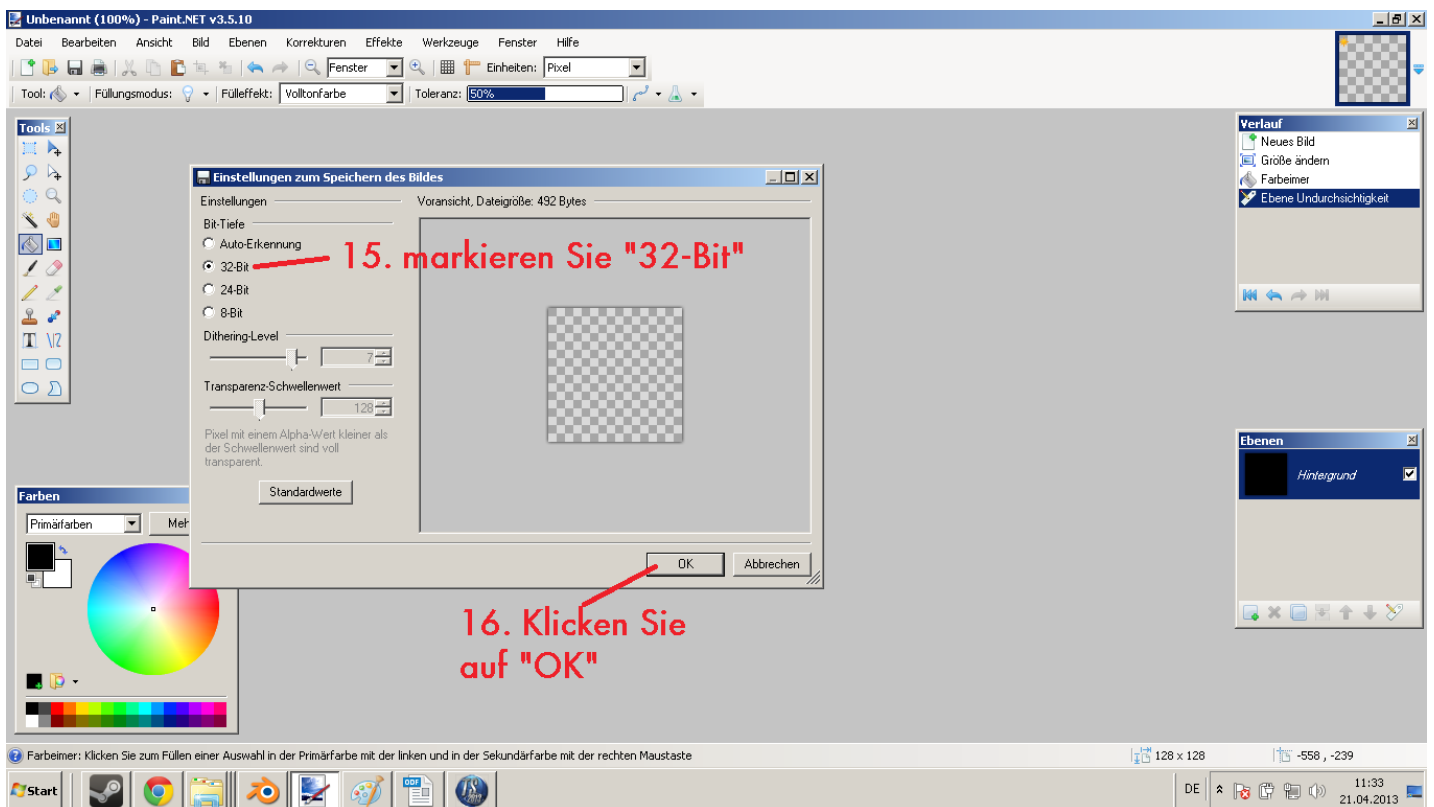 Unbenannt (100%) - Paint.NET v3.5.10
Datei Bearbeiten Ansicht Bild Ebenen Korrekturen Effekte Werkzeuge Fenster Hilfe
Fenster Einheiten: Pixel
Tool: Füllungsmodus: Fülleffekt: Volltonfarbe Toleranz: 50%
Tools
Verlauf
Neues Bild
Größe ändern
Farbeimer
Ebene Undurchsichtigkeit
Einstellungen zum Speichern des Bildes
Einstellungen
Voransicht, Dateigröße: 492 Bytes
Bit-Tiefe
Auto-Erkennung
32-Bit
24-Bit
8-Bit
15. markieren Sie "32-Bit"
Dithering-Level
7
Transparenz-Schwellenwert
128
Pixel mit einem Alpha-Wert kleiner als
der Schwellenwert sind voll
transparent.
Standardwerte
OK Abbrechen
16. Klicken Sie
auf "OK"
Ebenen
Hintergrund
Farben
Primärfarben Meh
Farbeimer: Klicken Sie zum Füllen einer Auswahl in der Primärfarbe mit der linken und in der Sekundärfarbe mit der rechten Maustaste
128 x 128
-558 , -239
Start
ODF
DE
11:33
21.04.2013